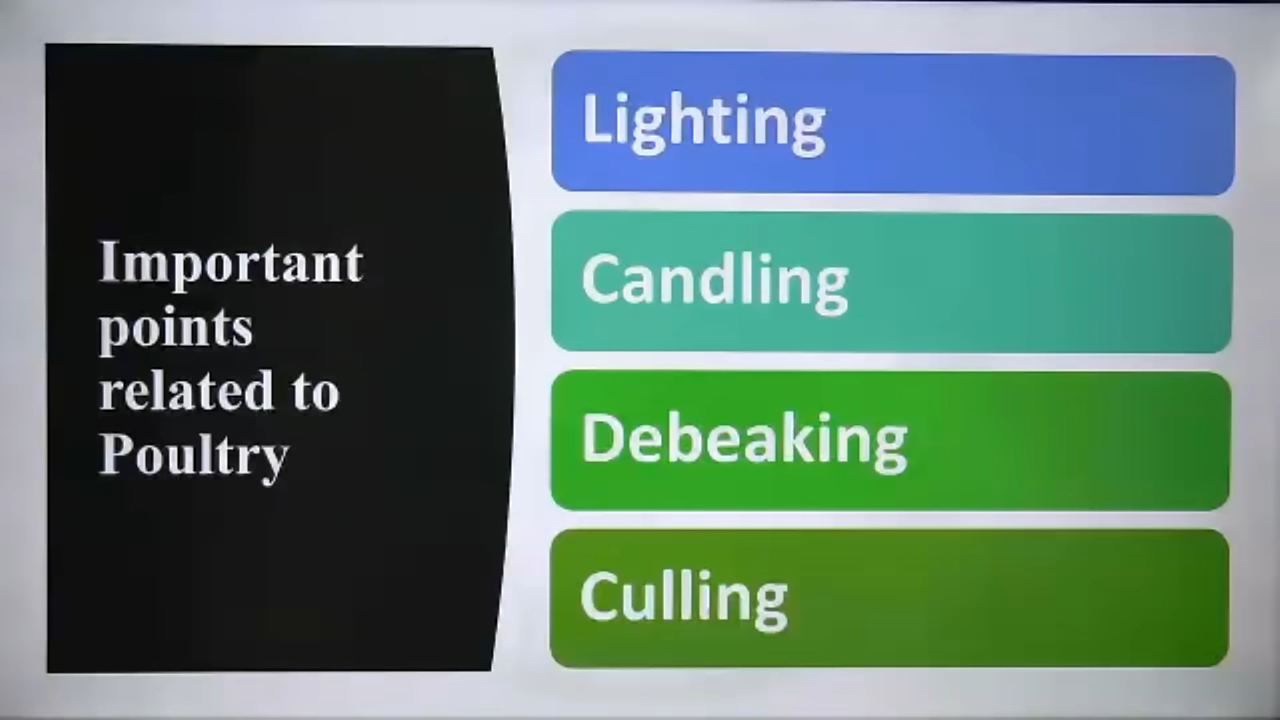 Important
points
related to
Poultry
Lighting
Candling
Debeaking
Culling